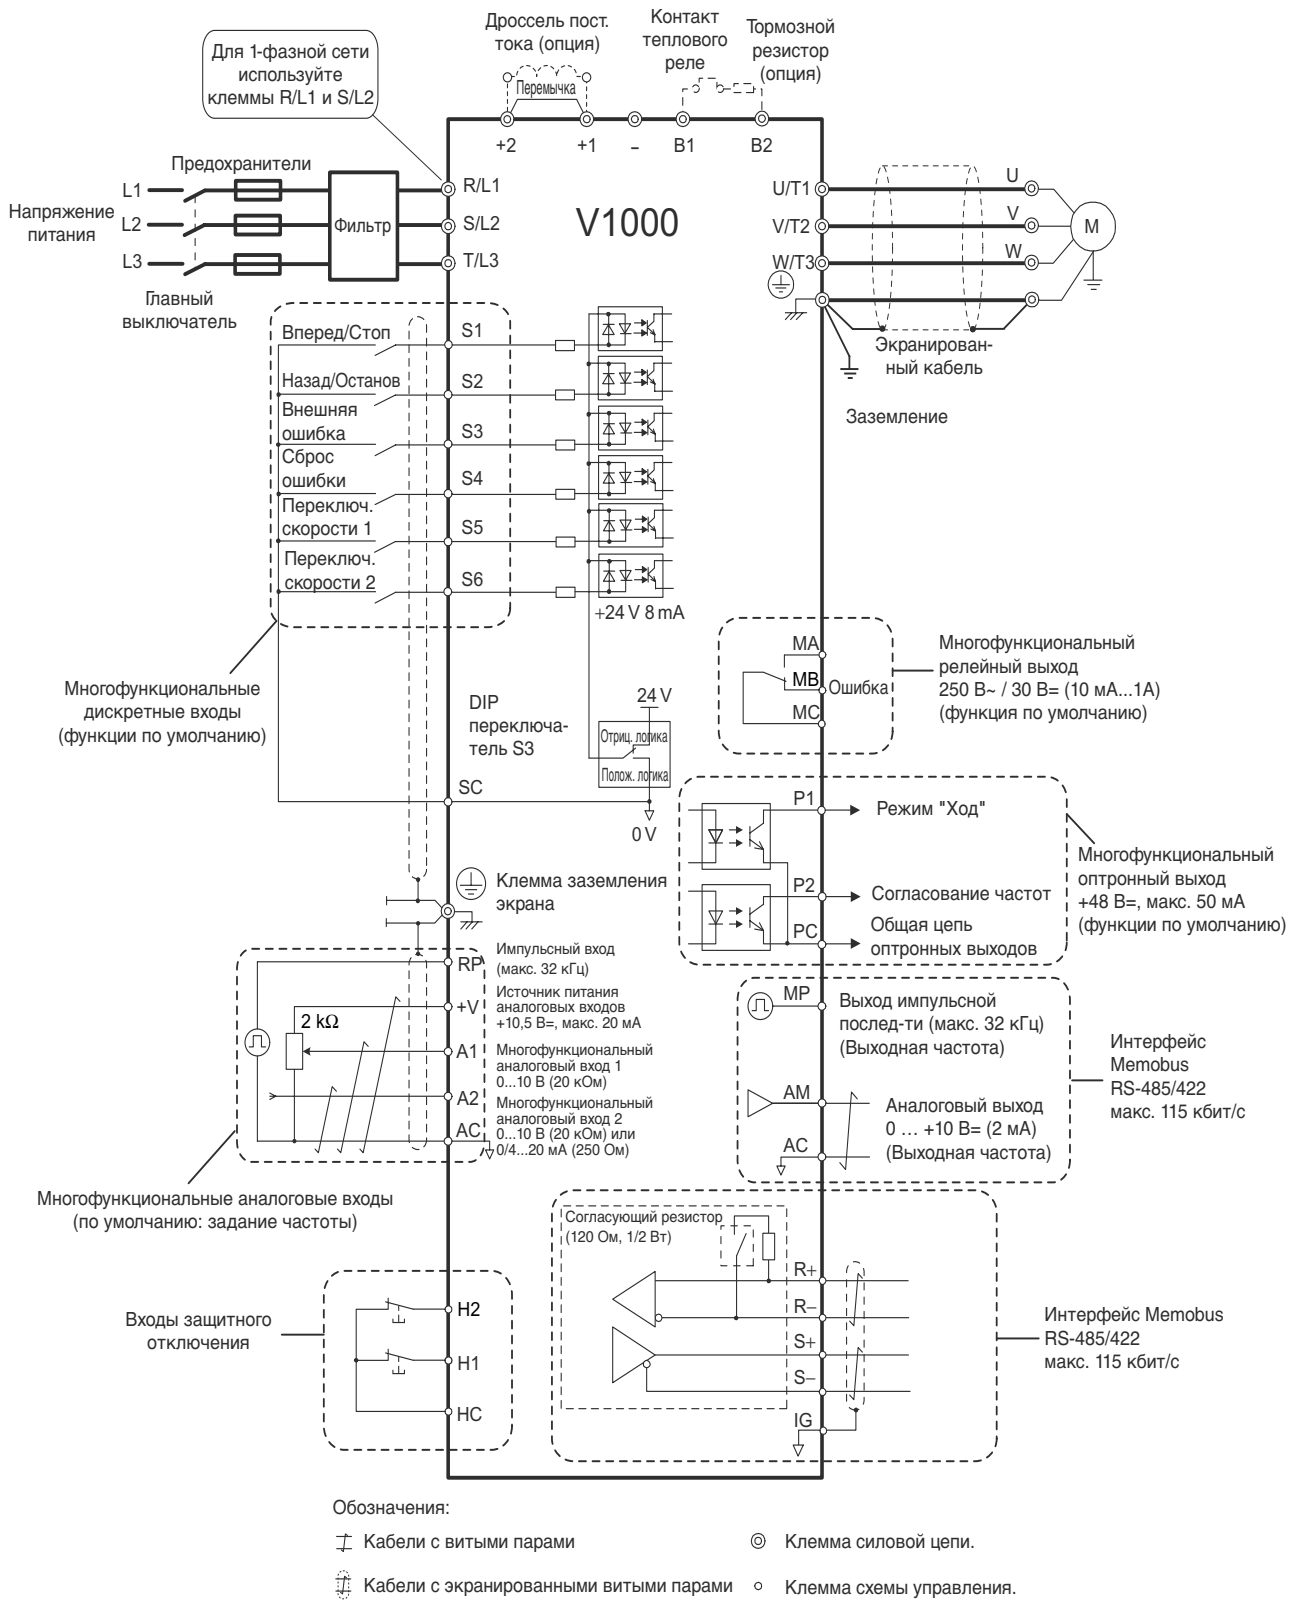 Дроссель пост.
тока (опция)
Контакт
теплового
реле
Тормозной
резистор
(опция)
Для 1-фазной сети
используйте
клеммы R/L1 и S/L2
Перемычка
+2
+1
–
B1
B2
Предохранители
Напряжение
питания
L1
L2
L3
Фильтр
Главный
выключатель
R/L1
S/L2
T/L3
V1000
U/T1
V/T2
W/T3
U
V
W
M
Экранирован-
ный кабель
Заземление
Вперед/Стоп
S1
Назад/Останов
S2
Внешняя
ошибка
S3
Сброс
ошибки
S4
Переключ.
скорости 1
S5
Переключ.
скорости 2
S6
+24 V 8 mA
Многофункциональные
дискретные входы
(функции по умолчанию)
DIP
переключа-
тель S3
24 V
Отриц. логика
Полож. логика
SC
0 V
MA
MB
MC
Ошибка
Многофункциональный
релейный выход
250 В~ / 30 В= (10 мА...1А)
(функция по умолчанию)
P1
Режим "Ход"
P2
Согласование частот
PC
Общая цепь
оптронных выходов
Многофункциональный
оптронный выход
+48 В=, макс. 50 мА
(функции по умолчанию)
Клемма заземления
экрана
RP
Импульсный вход
(макс. 32 кГц)
+V
Источник питания
аналоговых входов
+10,5 В=, макс. 20 мА
2 kΩ
A1
Многофункциональный
аналоговый вход 1
0...10 В (20 кОм)
A2
Многофункциональный
аналоговый вход 2
0...10 В (20 кОм) или
0/4...20 мА (250 Ом)
AC
Многофункциональные аналоговые входы
(по умолчанию: задание частоты)
MP
Выход импульсной
послед-ти (макс. 32 кГц)
(Выходная частота)
AM
Аналоговый выход
0 … +10 В= (2 мА)
(Выходная частота)
AC
Интерфейс
Memobus
RS-485/422
макс. 115 кбит/с
Согласующий резистор
(120 Ом, 1/2 Вт)
R+
R–
S+
S–
IG
Интерфейс Memobus
RS-485/422
макс. 115 кбит/с
Входы защитного
отключения
H2
H1
HC
Обозначения:
Кабели с витыми парами
Клемма силовой цепи.
Кабели с экранированными витыми парами
Клемма схемы управления.